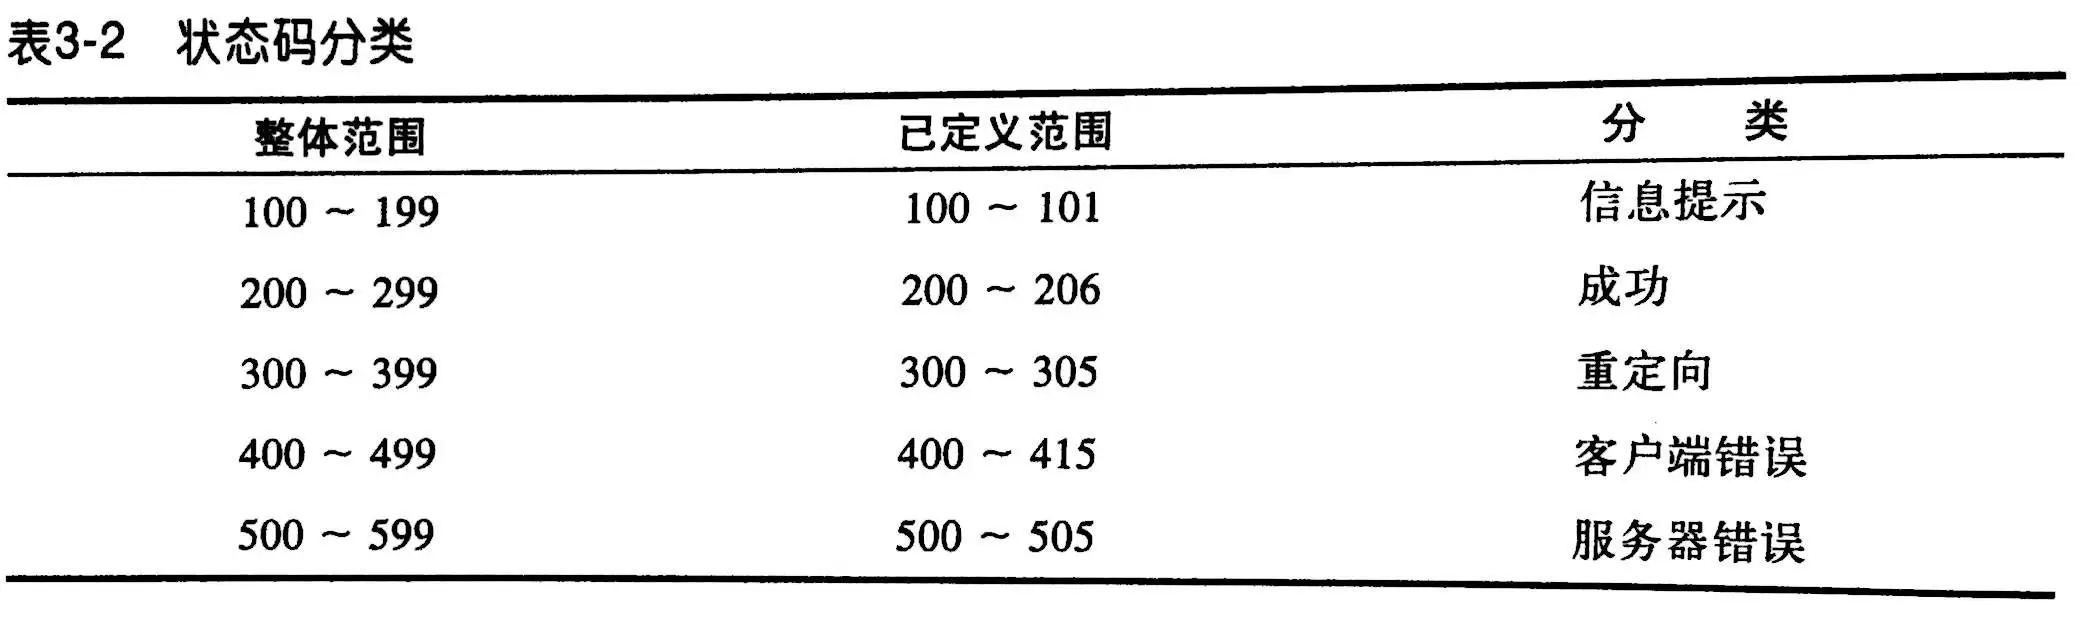 表3-2 状态码分类
整体范围 已定义范围 分 类
100 ~ 199 100 ~ 101 信息提示
200 ~ 299 200 ~ 206 成功
300 ~ 399 300 ~ 305 重定向
400 ~ 499 400 ~ 415 客户端错误
500 ~ 599 500 ~ 505 服务器错误